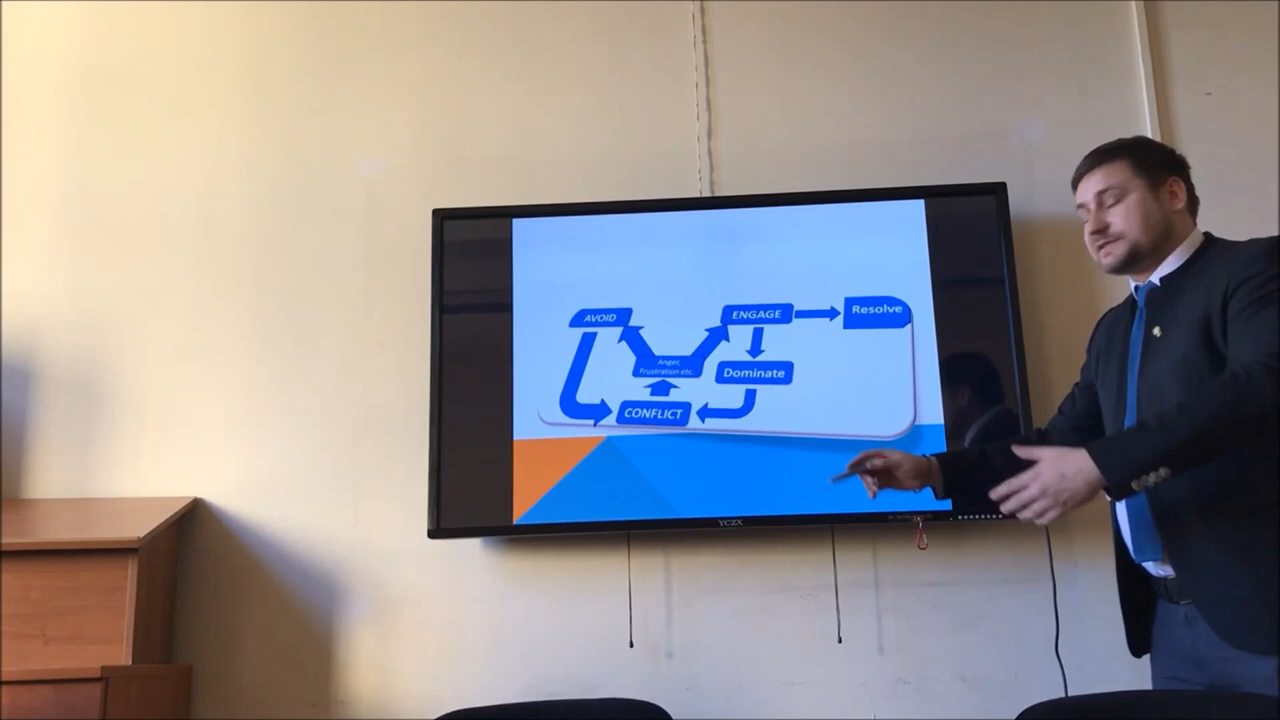 AVOID
ENGAGE
Resolve
Anger,
Frustration etc.
Dominate
CONFLICT
YCZX